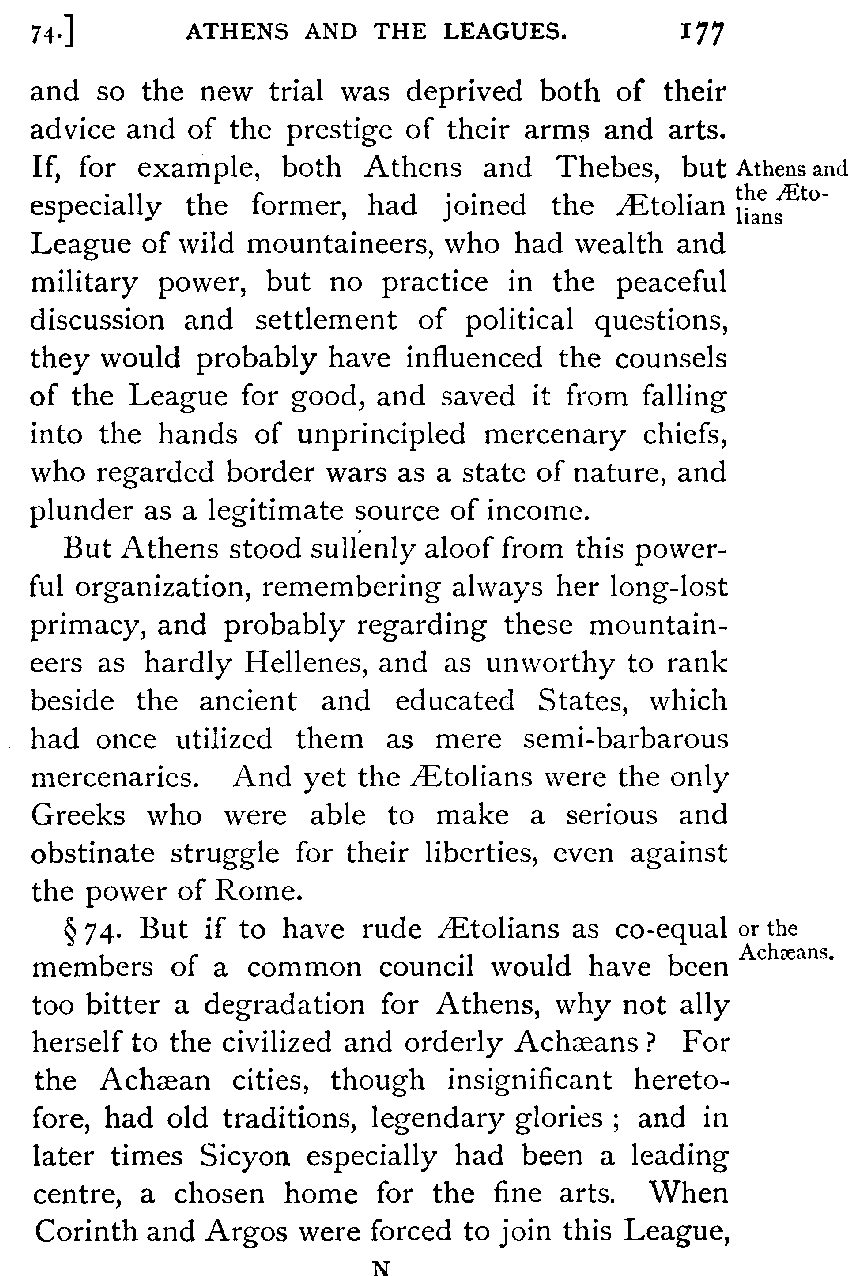 74.] ATHENS AND THE LEAGUES. 177
and so the new trial was deprived both of their
advice and of the prestige of their arms and arts.
If, for example, both Athens and Thebes, but
Athens and
especially the former, had joined the Ætolian
the Æto-
lians
League of wild mountaineers, who had wealth and
military power, but no practice in the peaceful
discussion and settlement of political questions,
they would probably have influenced the counsels
of the League for good, and saved it from falling
into the hands of unprincipled mercenary chiefs,
who regarded border wars as a state of nature, and
plunder as a legitimate source of income.
But Athens stood sullenly aloof from this power-
ful organization, remembering always her long-lost
primacy, and probably regarding these mountain-
eers as hardly Hellenes, and as unworthy to rank
beside the ancient and educated States, which
had once utilized them as mere semi-barbarous
mercenaries. And yet the Ætolians were the only
Greeks who were able to make a serious and
obstinate struggle for their liberties, even against
the power of Rome.
§ 74. But if to have rude Ætolians as co-equal
or the
Achæans.
members of a common council would have been
too bitter a degradation for Athens, why not ally
herself to the civilized and orderly Achæans ? For
the Achæan cities, though insignificant hereto-
fore, had old traditions, legendary glories ; and in
later times Sicyon especially had been a leading
centre, a chosen home for the fine arts. When
Corinth and Argos were forced to join this League,
N